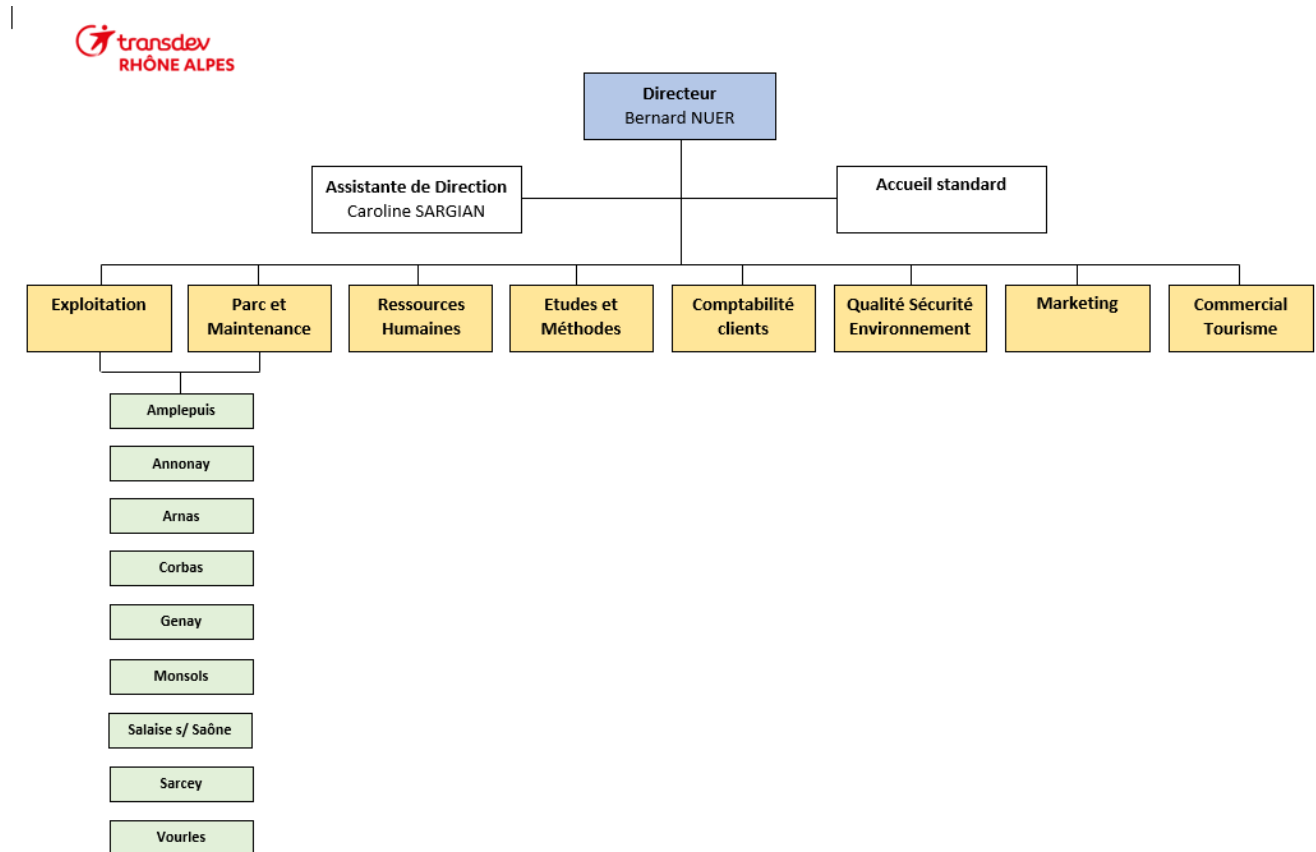 transdev
RHÔNE ALPES
Directeur
Bernard NUER
Assistante de Direction
Caroline SARGIAN
Accueil standard
Exploitation
Parc et
Maintenance
Ressources
Humaines
Etudes et
Méthodes
Comptabilité
clients
Qualité Sécurité
Environnement
Marketing
Commercial
Tourisme
Amplepuis
Annonay
Arnas
Corbas
Genay
Monsols
Salaise s/ Saône
Sarcey
Vourles